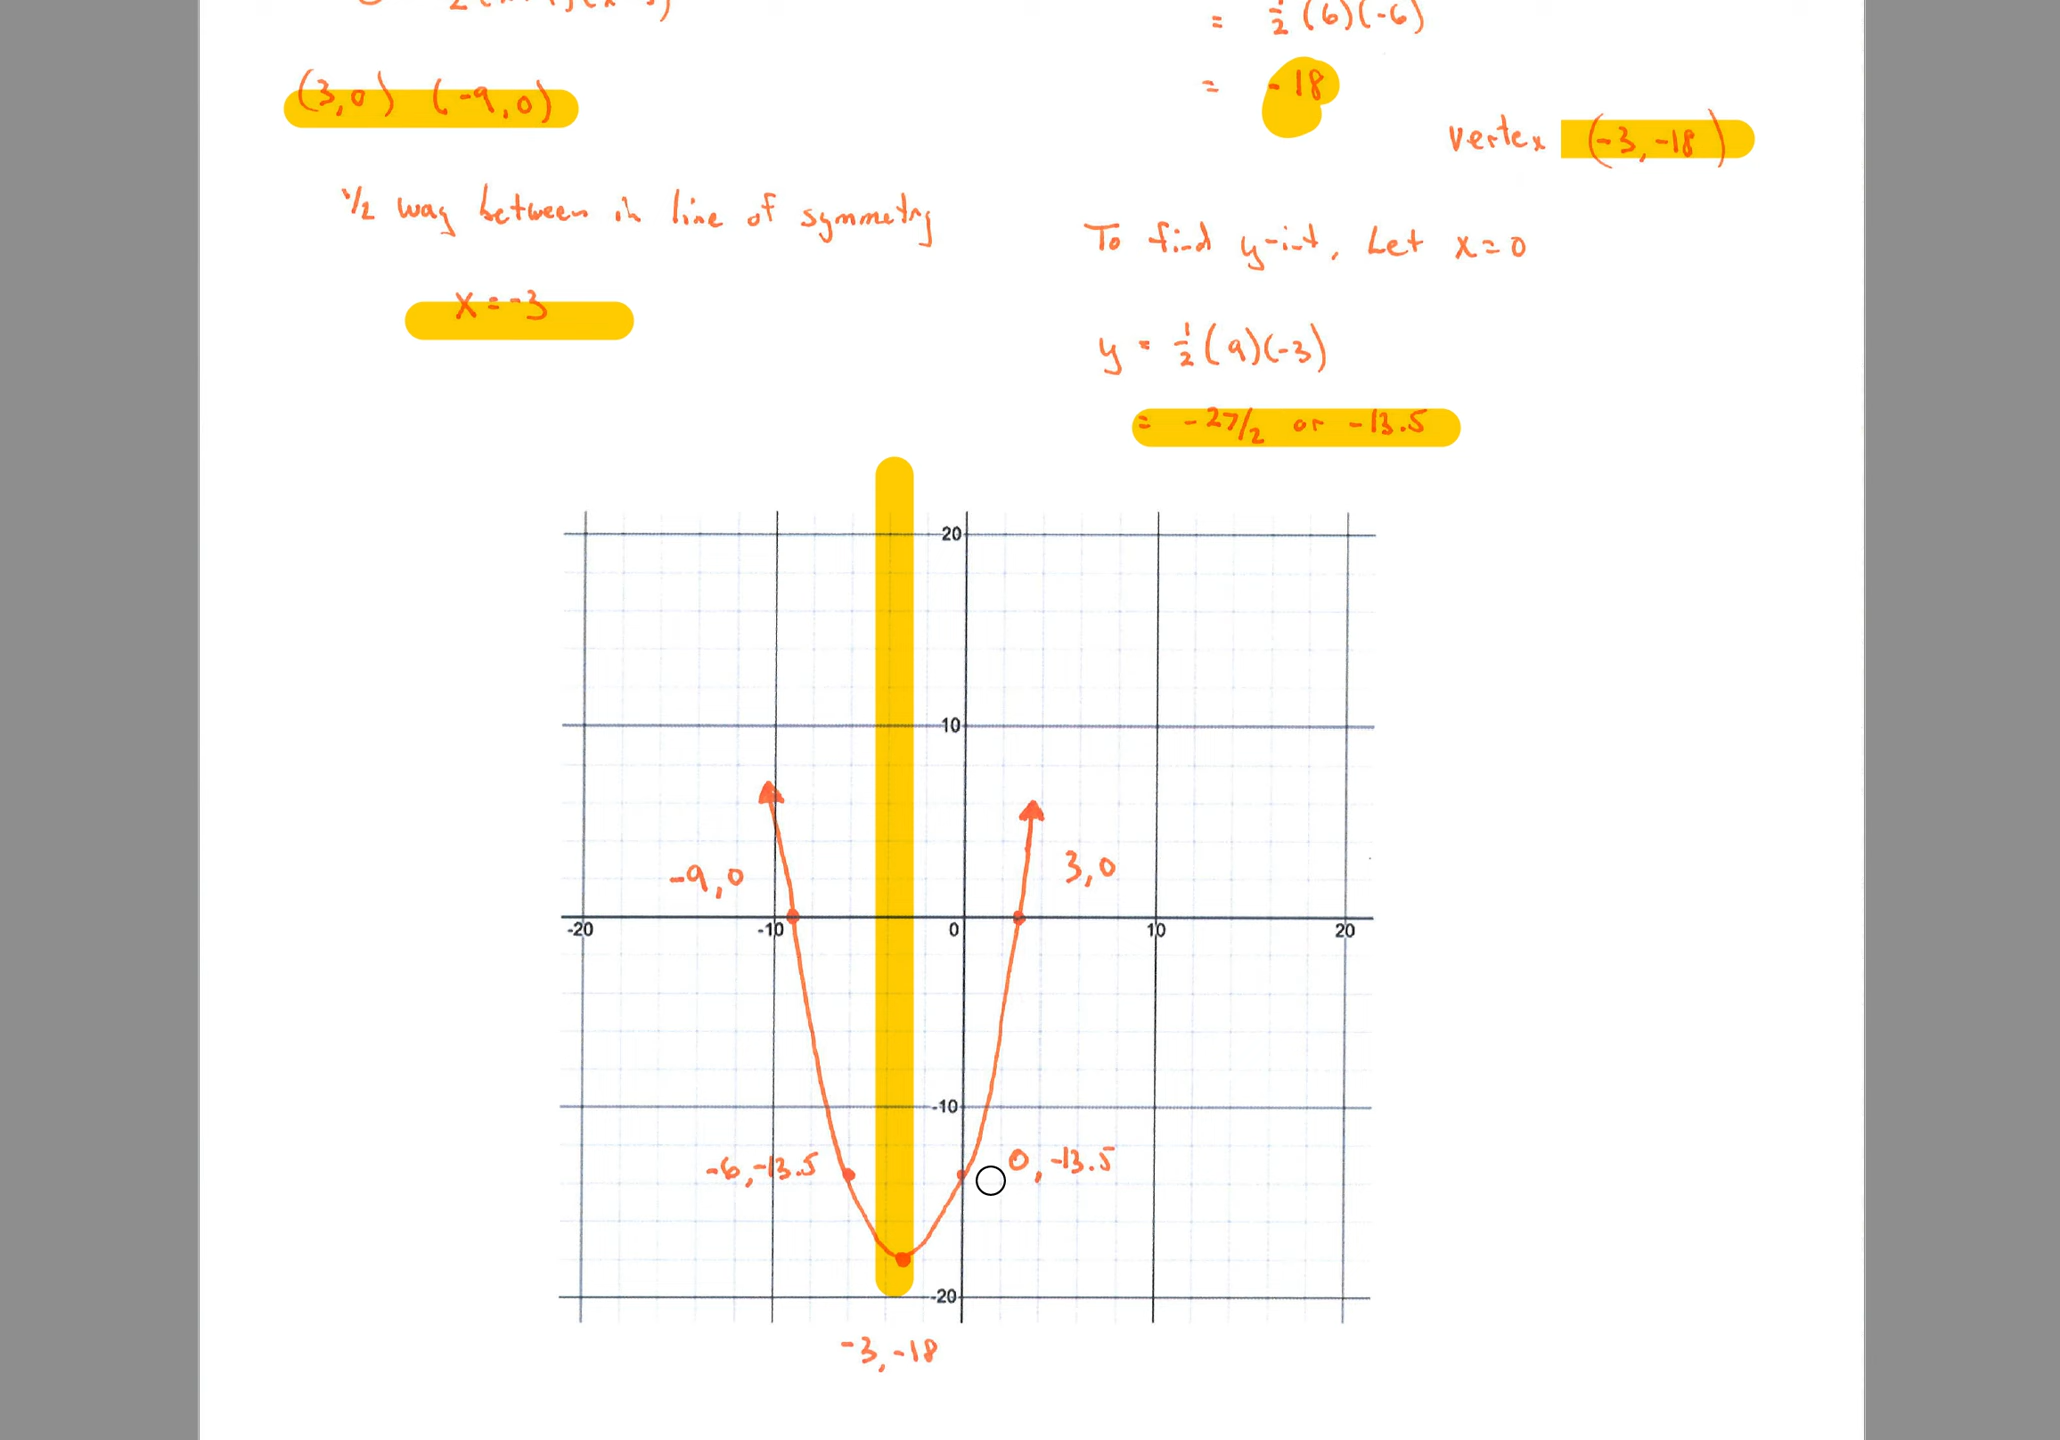 = 1/2 (6)(-6)
(3,0) (-9,0)
= -18
vertex (-3,-18)
1/2 way between is line of symmetry
To find y-int, Let x=0
x = -3
y = 1/2 (9)(-3)
= -27/2 or -13.5
20
10
-9,0
3,0
-20 -10 0 10 20
-10
-6,-13.5
0,-13.5
-20
-3,-18